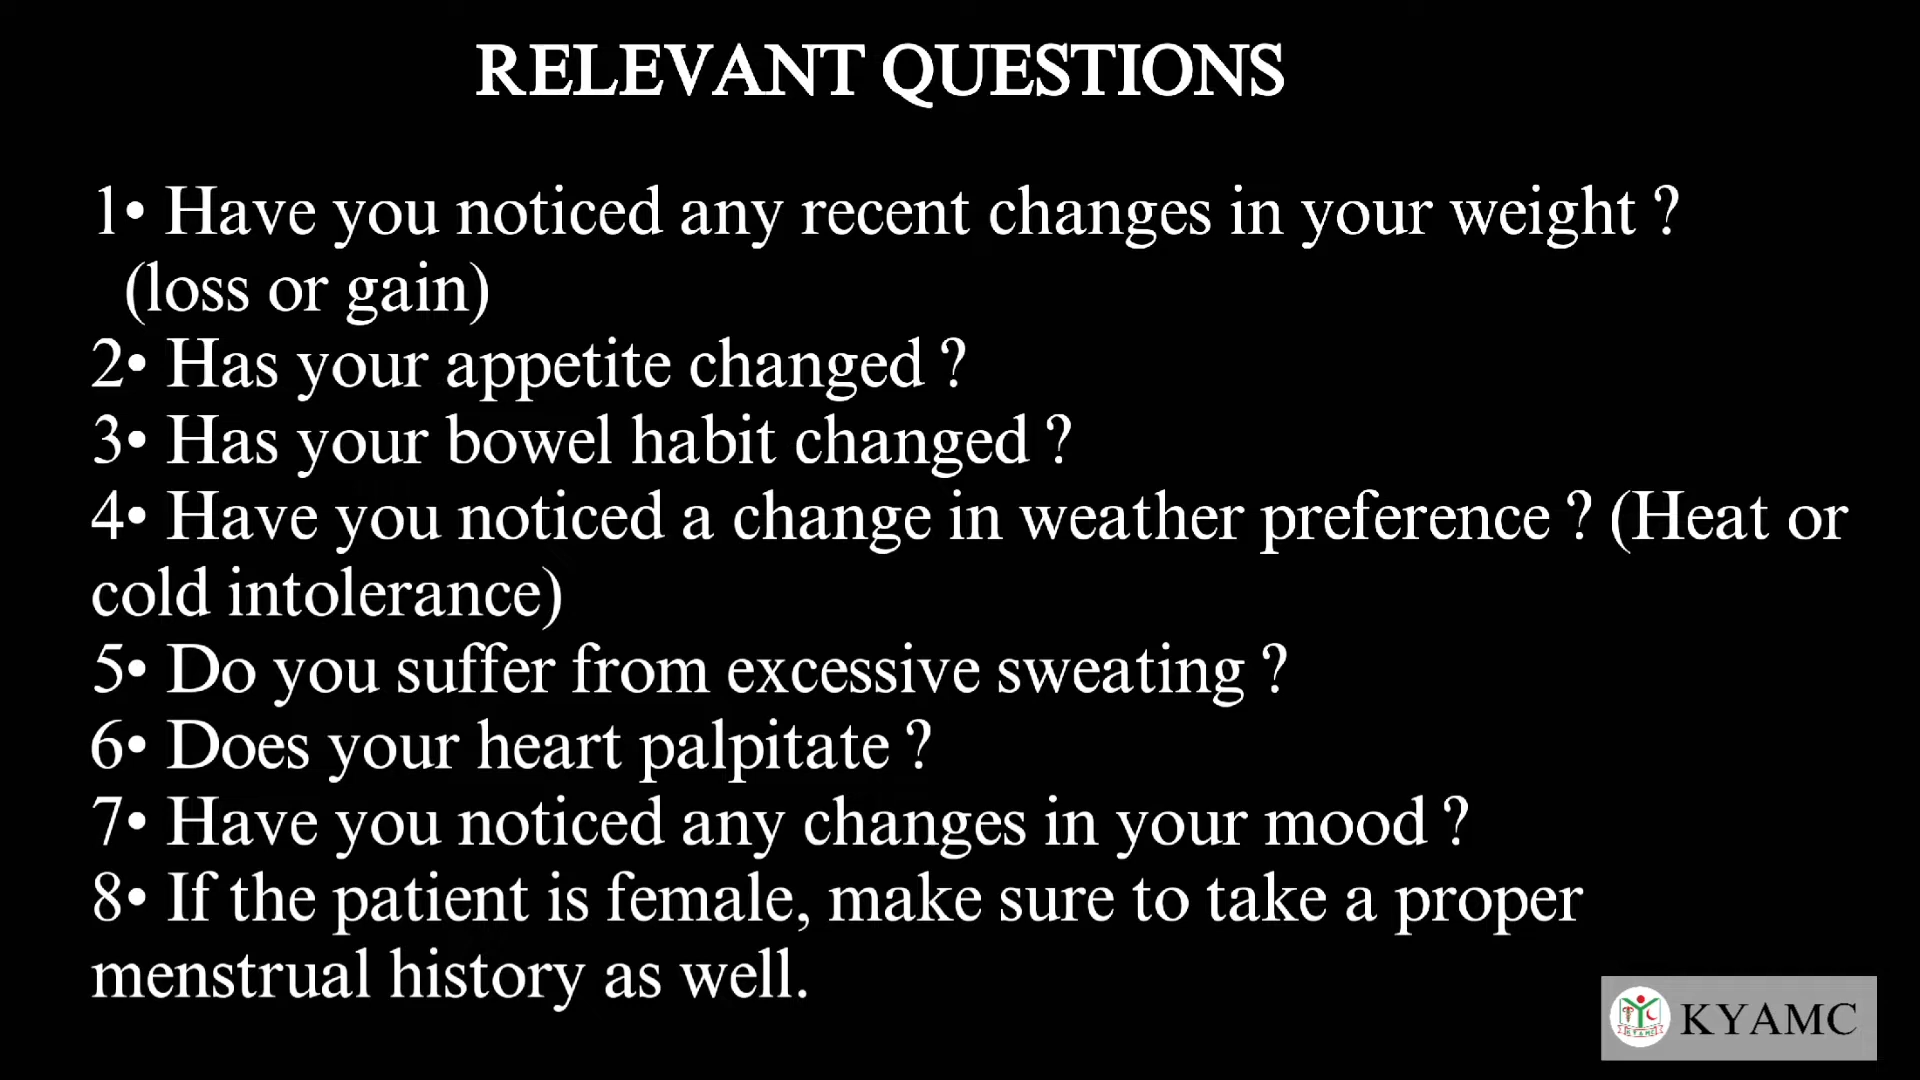 RELEVANT QUESTIONS
1• Have you noticed any recent changes in your weight ?
(loss or gain)
2• Has your appetite changed ?
3• Has your bowel habit changed ?
4• Have you noticed a change in weather preference ? (Heat or
cold intolerance)
5• Do you suffer from excessive sweating ?
6• Does your heart palpitate ?
7• Have you noticed any changes in your mood ?
8• If the patient is female, make sure to take a proper
menstrual history as well.
KYAMC